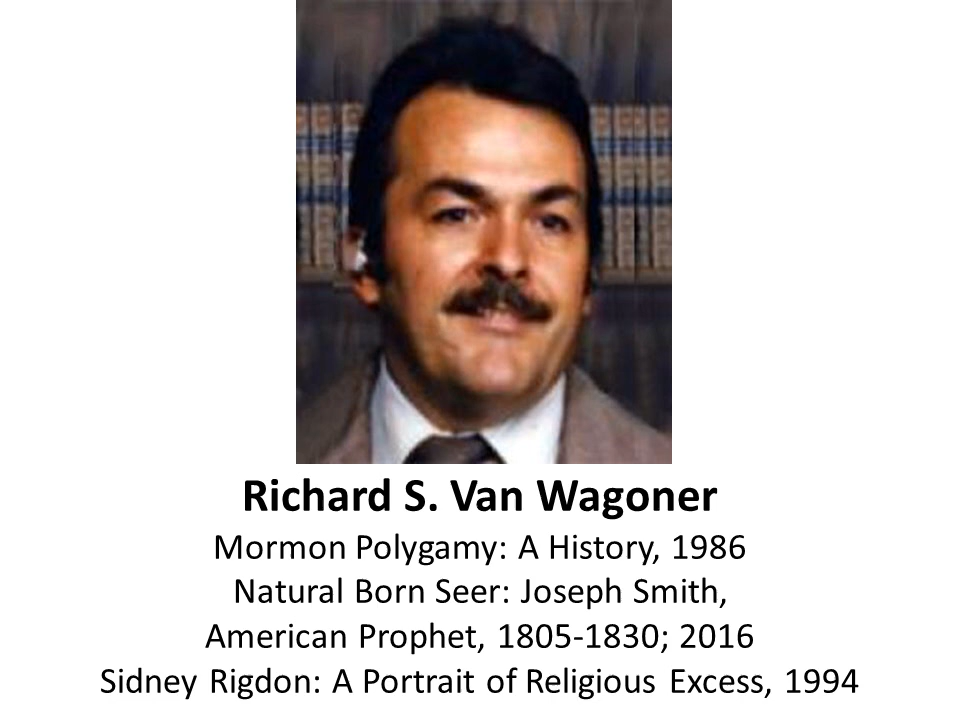 Richard S. Van Wagoner
Mormon Polygamy: A History, 1986
Natural Born Seer: Joseph Smith,
American Prophet, 1805-1830; 2016
Sidney Rigdon: A Portrait of Religious Excess, 1994